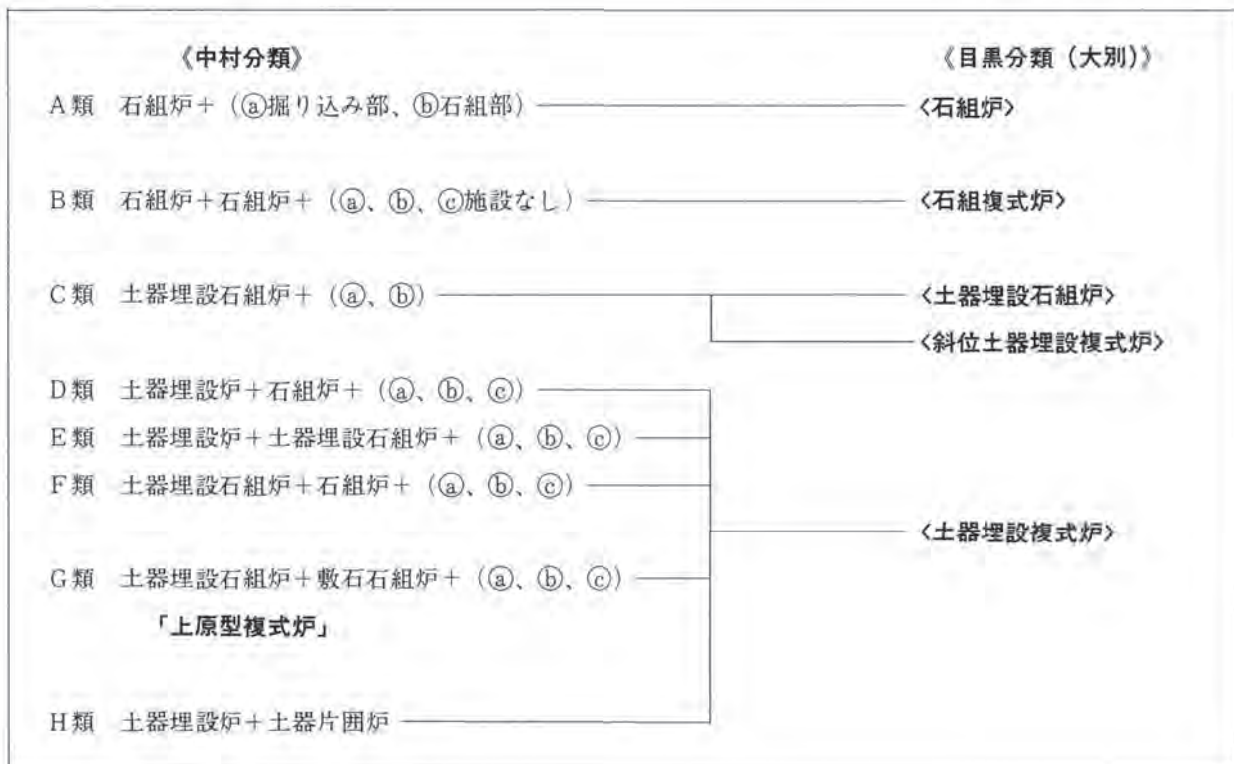 《中村分類》 《目黒分類（大別）》
A類 石組炉＋（ⓐ掘り込み部、ⓑ石組部） <石組炉>
B類 石組炉＋石組炉＋（ⓐ、ⓑ、ⓒ施設なし） <石組複式炉>
C類 土器埋設石組炉＋（ⓐ、ⓑ） <土器埋設石組炉>
<斜位土器埋設複式炉>
D類 土器埋設炉＋石組炉＋（ⓐ、ⓑ、ⓒ）
E類 土器埋設炉＋土器埋設石組炉＋（ⓐ、ⓑ、ⓒ）
F類 土器埋設石組炉＋石組炉＋（ⓐ、ⓑ、ⓒ）
<土器埋設複式炉>
G類 土器埋設石組炉＋敷石石組炉＋（ⓐ、ⓑ、ⓒ）
「上原型複式炉」
H類 土器埋設炉＋土器片囲炉